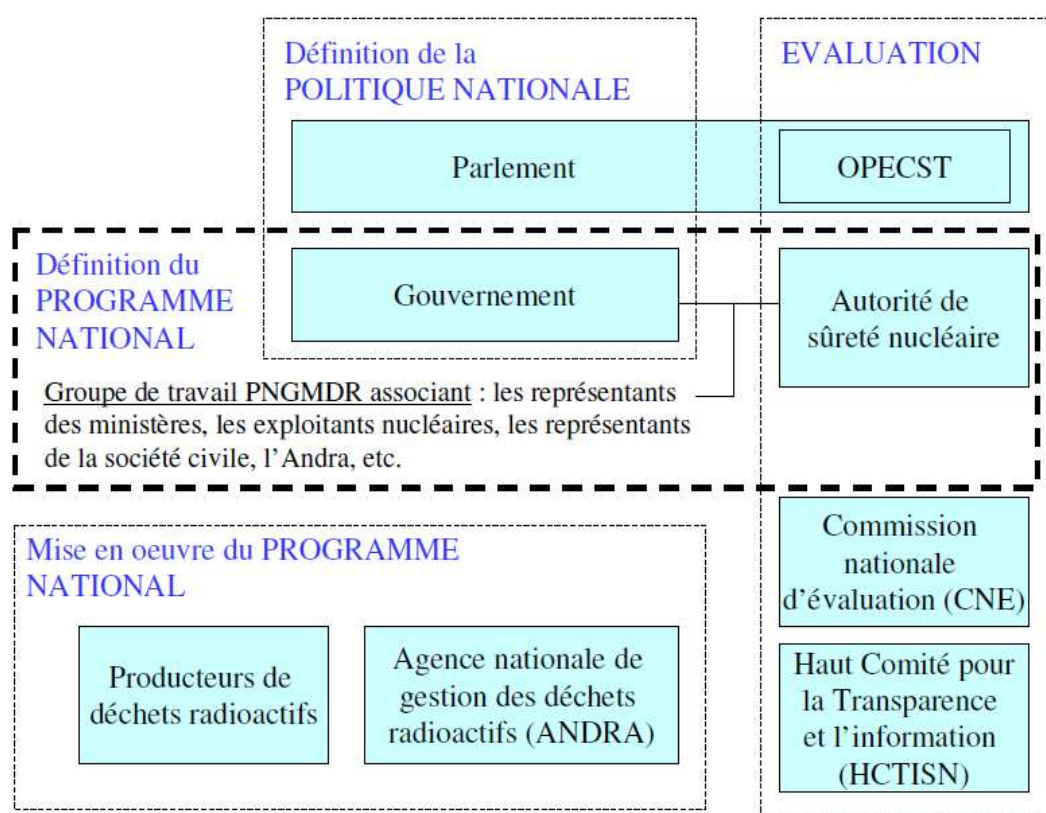 Définition de la
POLITIQUE NATIONALE
EVALUATION
Parlement
OPECST
Définition du
PROGRAMME
NATIONAL
Gouvernement
Autorité de
sûreté nucléaire
Groupe de travail PNGMDR associant : les représentants
des ministères, les exploitants nucléaires, les représentants
de la société civile, l’Andra, etc.
Mise en oeuvre du PROGRAMME
NATIONAL
Producteurs de
déchets radioactifs
Agence nationale de
gestion des déchets
radioactifs (ANDRA)
Commission
nationale
d’évaluation (CNE)
Haut Comité pour
la Transparence
et l’information
(HCTISN)